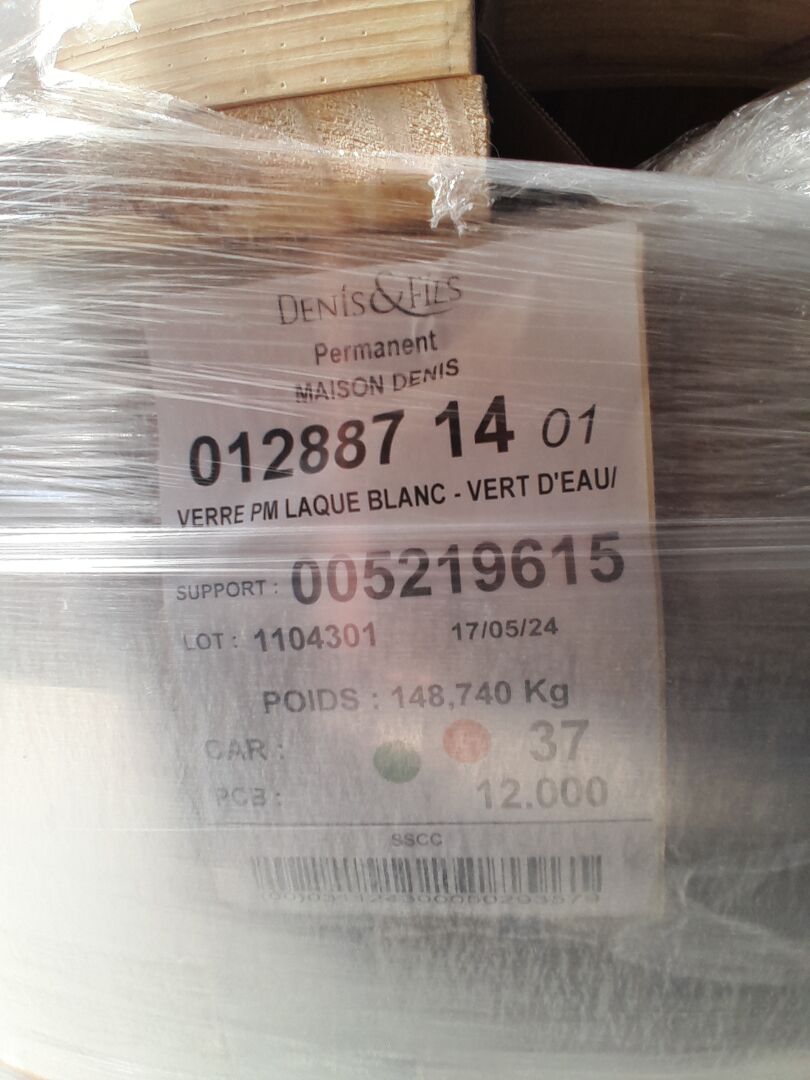 DENIS & FILS
Permanent
MAISON DENIS
012887 14 01
VERRE PM LAQUE BLANC - VERT D'EAU/
SUPPORT : 005219615
LOT : 1104301 17/05/24
POIDS : 148,740 Kg
CAR : 37
PCB : 12.000
SSCC